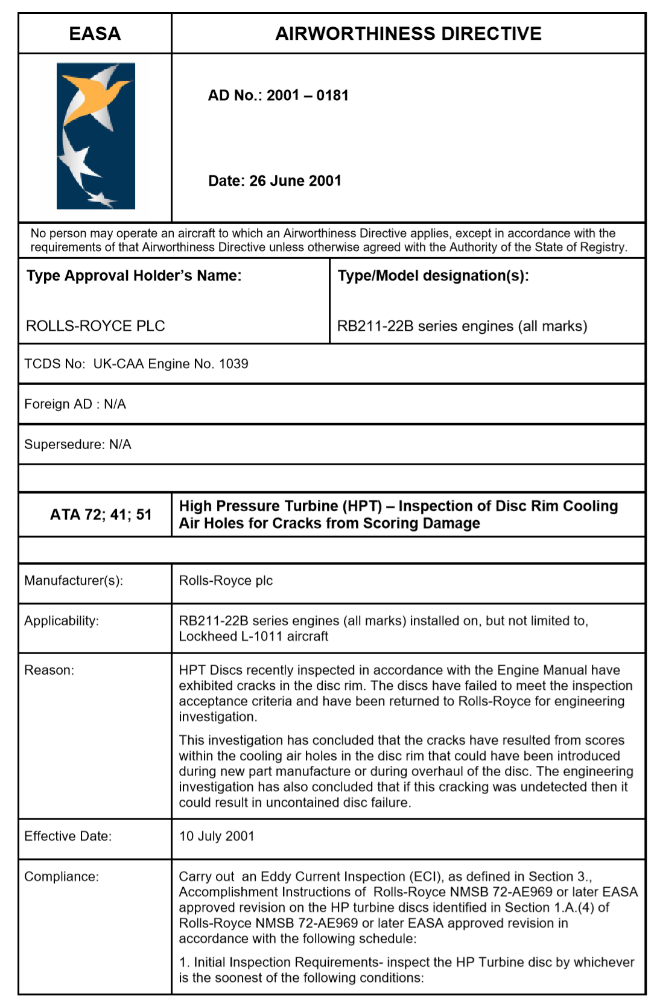 EASA
AIRWORTHINESS DIRECTIVE
AD No.: 2001 – 0181
Date: 26 June 2001
No person may operate an aircraft to which an Airworthiness Directive applies, except in accordance with the
requirements of that Airworthiness Directive unless otherwise agreed with the Authority of the State of Registry.
Type Approval Holder’s Name:
ROLLS-ROYCE PLC
Type/Model designation(s):
RB211-22B series engines (all marks)
TCDS No:  UK-CAA Engine No. 1039
Foreign AD : N/A
Supersedure: N/A
ATA 72; 41; 51
High Pressure Turbine (HPT) – Inspection of Disc Rim Cooling
Air Holes for Cracks from Scoring Damage
Manufacturer(s):
Rolls-Royce plc
Applicability:
RB211-22B series engines (all marks) installed on, but not limited to,
Lockheed L-1011 aircraft
Reason:
HPT Discs recently inspected in accordance with the Engine Manual have
exhibited cracks in the disc rim. The discs have failed to meet the inspection
acceptance criteria and have been returned to Rolls-Royce for engineering
investigation.
This investigation has concluded that the cracks have resulted from scores
within the cooling air holes in the disc rim that could have been introduced
during new part manufacture or during overhaul of the disc. The engineering
investigation has also concluded that if this cracking was undetected then it
could result in uncontained disc failure.
Effective Date:
10 July 2001
Compliance:
Carry out  an Eddy Current Inspection (ECI), as defined in Section 3.,
Accomplishment Instructions of  Rolls-Royce NMSB 72-AE969 or later EASA
approved revision on the HP turbine discs identified in Section 1.A.(4) of
Rolls-Royce NMSB 72-AE969 or later EASA approved revision in
accordance with the following schedule:
1. Initial Inspection Requirements- inspect the HP Turbine disc by whichever
is the soonest of the following conditions: